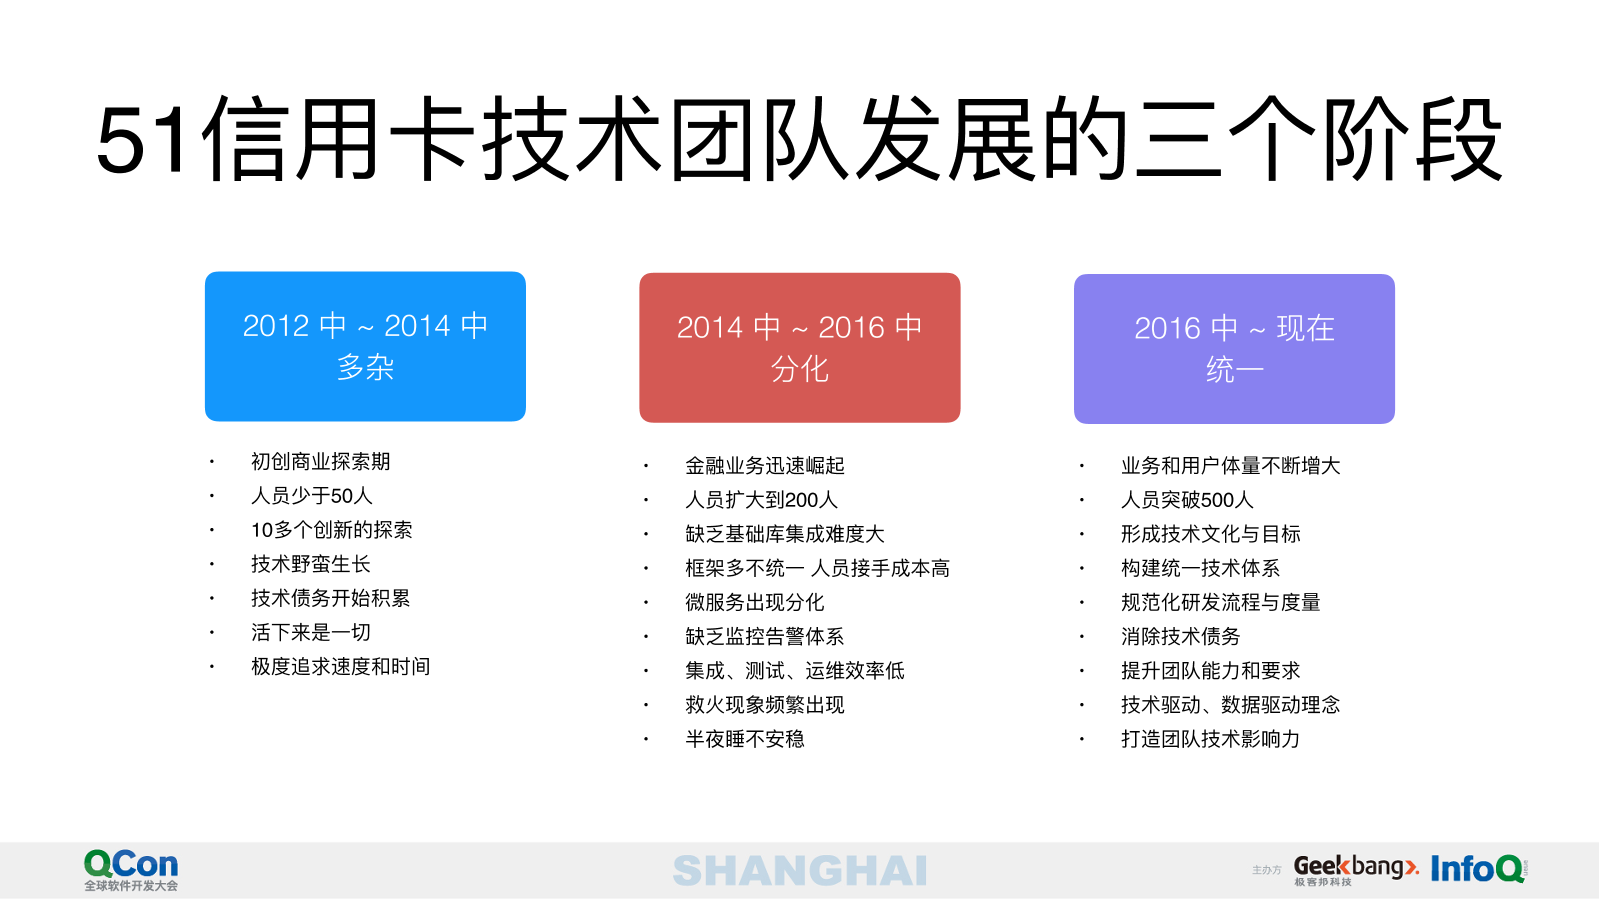 51信用卡技术团队发展的三个阶段
2012 中 ~ 2014 中
多杂
• 初创商业探索期
• 人员少于50人
• 10多个创新的探索
• 技术野蛮生长
• 技术债务开始积累
• 活下来是一切
• 极度追求速度和时间
2014 中 ~ 2016 中
分化
• 金融业务迅速崛起
• 人员扩大到200人
• 缺乏基础库集成难度大
• 框架多不统一 人员接手成本高
• 微服务出现分化
• 缺乏监控告警体系
• 集成、测试、运维效率低
• 救火现象频繁出现
• 半夜睡不安稳
2016 中 ~ 现在
统一
• 业务和用户体量不断增大
• 人员突破500人
• 形成技术文化与目标
• 构建统一技术体系
• 规范化研发流程与度量
• 消除技术债务
• 提升团队能力和要求
• 技术驱动、数据驱动理念
• 打造团队技术影响力
QCon
全球软件开发大会
SHANGHAI
主办方
Geekbang>.
极客邦科技
InfoQ